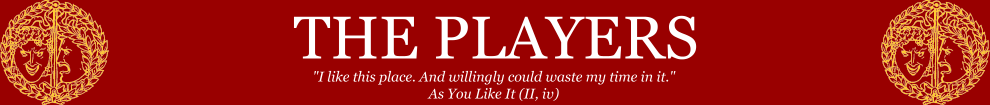 THE PLAYERS
"I like this place. And willingly could waste my time in it."
As You Like It (II, iv)